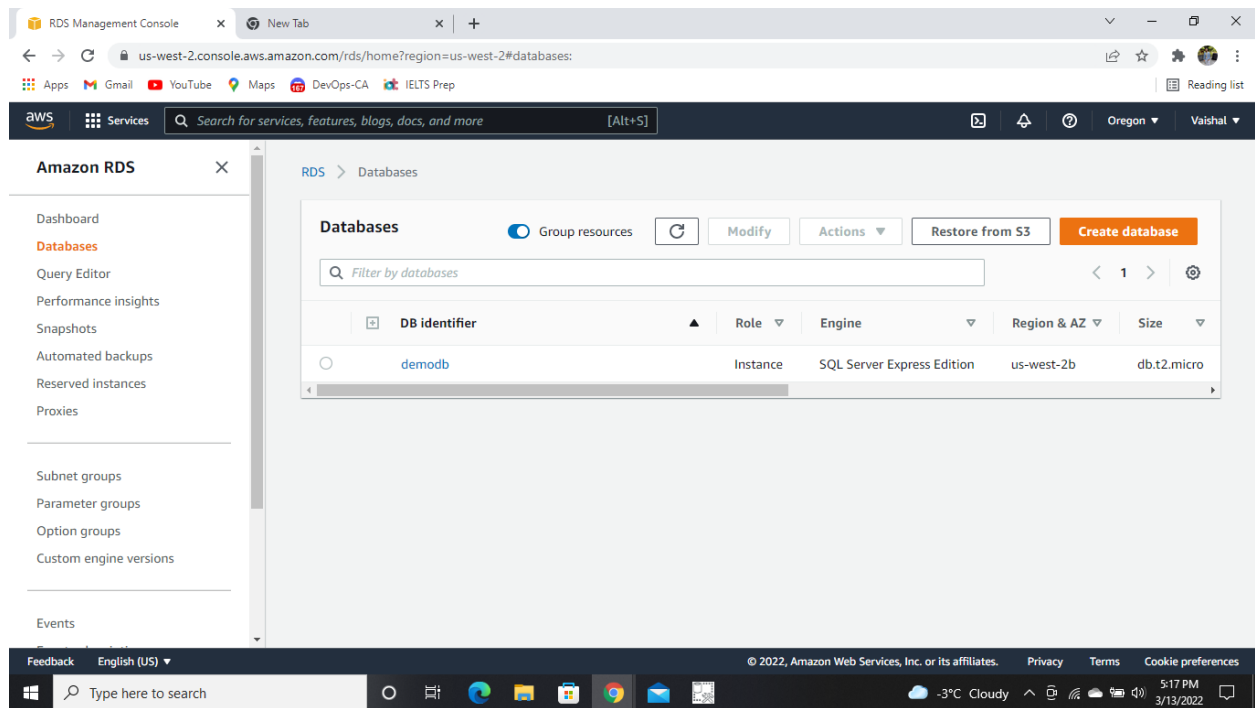 RDS Management Console
New Tab
us-west-2.console.aws.amazon.com/rds/home?region=us-west-2#databases:
Apps Gmail YouTube Maps DevOps-CA IELTS Prep Reading list
aws Services Search for services, features, blogs, docs, and more [Alt+S] Oregon Vaishal
Amazon RDS
Dashboard
Databases
Query Editor
Performance insights
Snapshots
Automated backups
Reserved instances
Proxies
Subnet groups
Parameter groups
Option groups
Custom engine versions
Events
RDS > Databases
Databases Group resources Modify Actions Restore from S3 Create database
Filter by databases 1
DB identifier Role Engine Region & AZ Size
demodb Instance SQL Server Express Edition us-west-2b db.t2.micro
Feedback English (US) © 2022, Amazon Web Services, Inc. or its affiliates. Privacy Terms Cookie preferences
Type here to search -3°C Cloudy 5:17 PM
3/13/2022